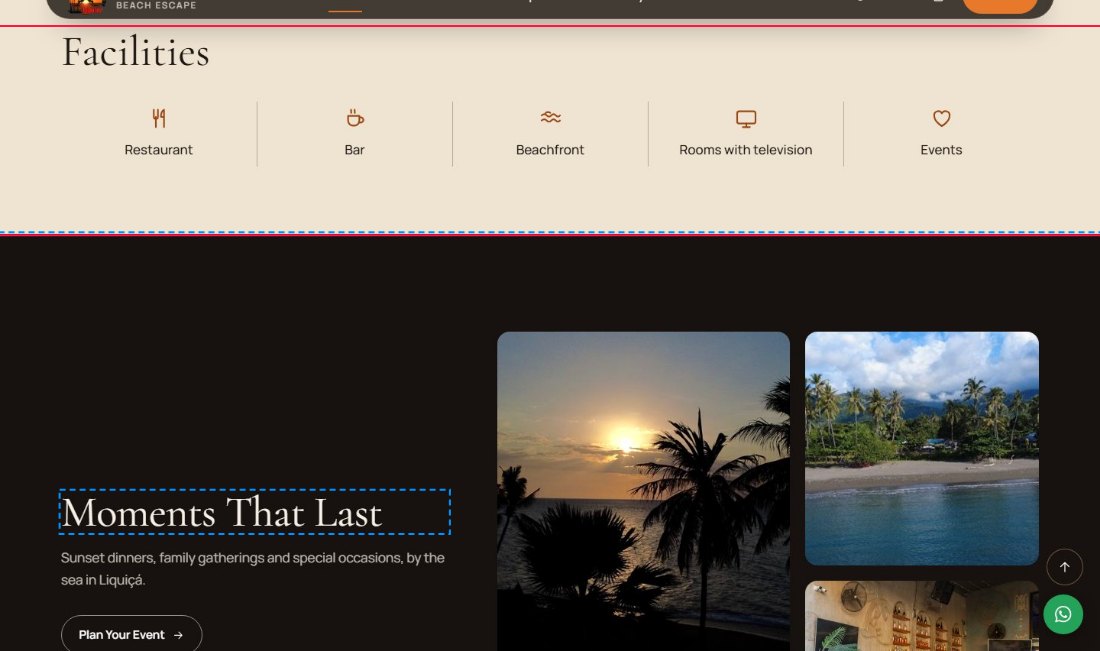 BEACH ESCAPE
Facilities
Restaurant
Bar
Beachfront
Rooms with television
Events
Moments That Last
Sunset dinners, family gatherings and special occasions, by the
sea in Liquiçá.
Plan Your Event →